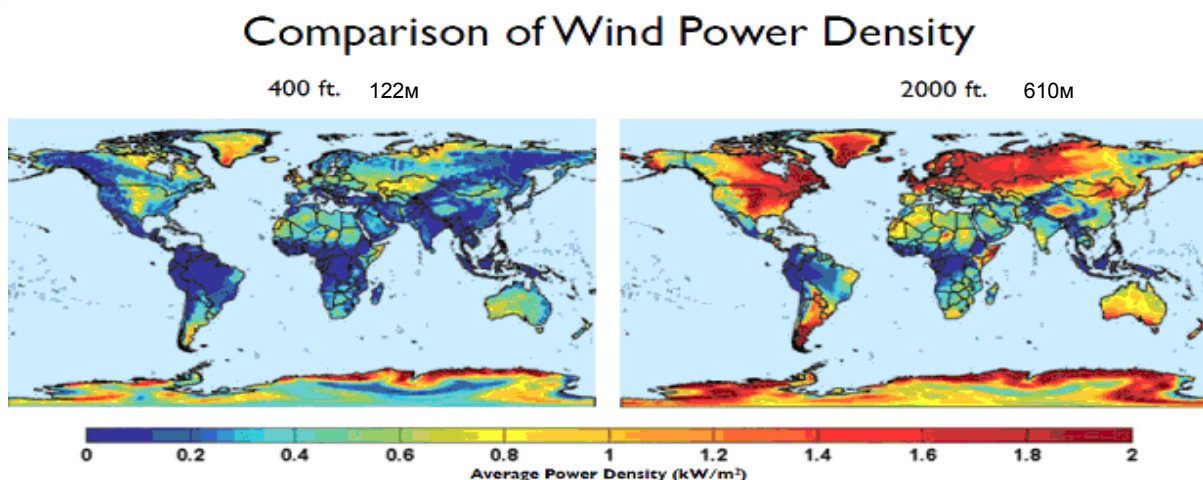 Comparison of Wind Power Density
400 ft. 122м 2000 ft. 610м
0 0.2 0.4 0.6 0.8 1 1.2 1.4 1.6 1.8 2
Average Power Density (kW/m²)